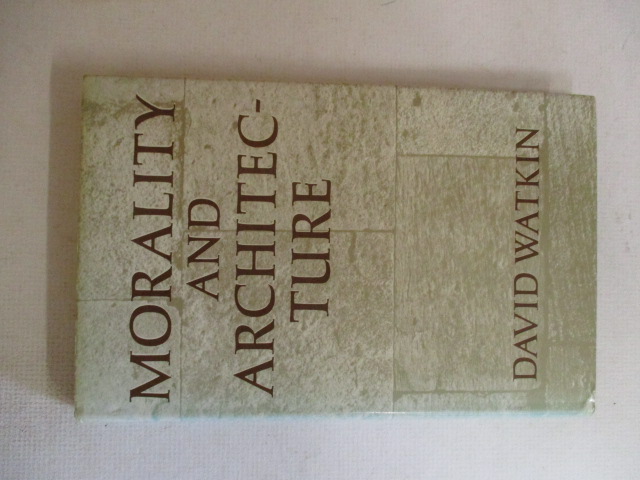 MORALITY
AND
ARCHITEC-
TURE
DAVID WATKIN